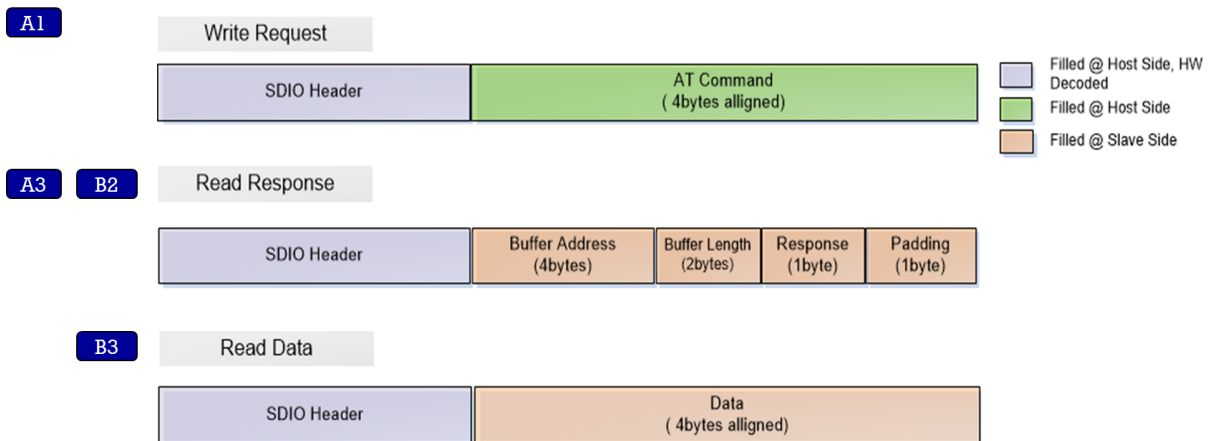 A1
Write Request
SDIO Header
AT Command
( 4bytes alligned)
Filled @ Host Side, HW
Decoded
Filled @ Host Side
Filled @ Slave Side
A3
B2
Read Response
SDIO Header
Buffer Address
(4bytes)
Buffer Length
(2bytes)
Response
(1byte)
Padding
(1byte)
B3
Read Data
SDIO Header
Data
( 4bytes alligned)